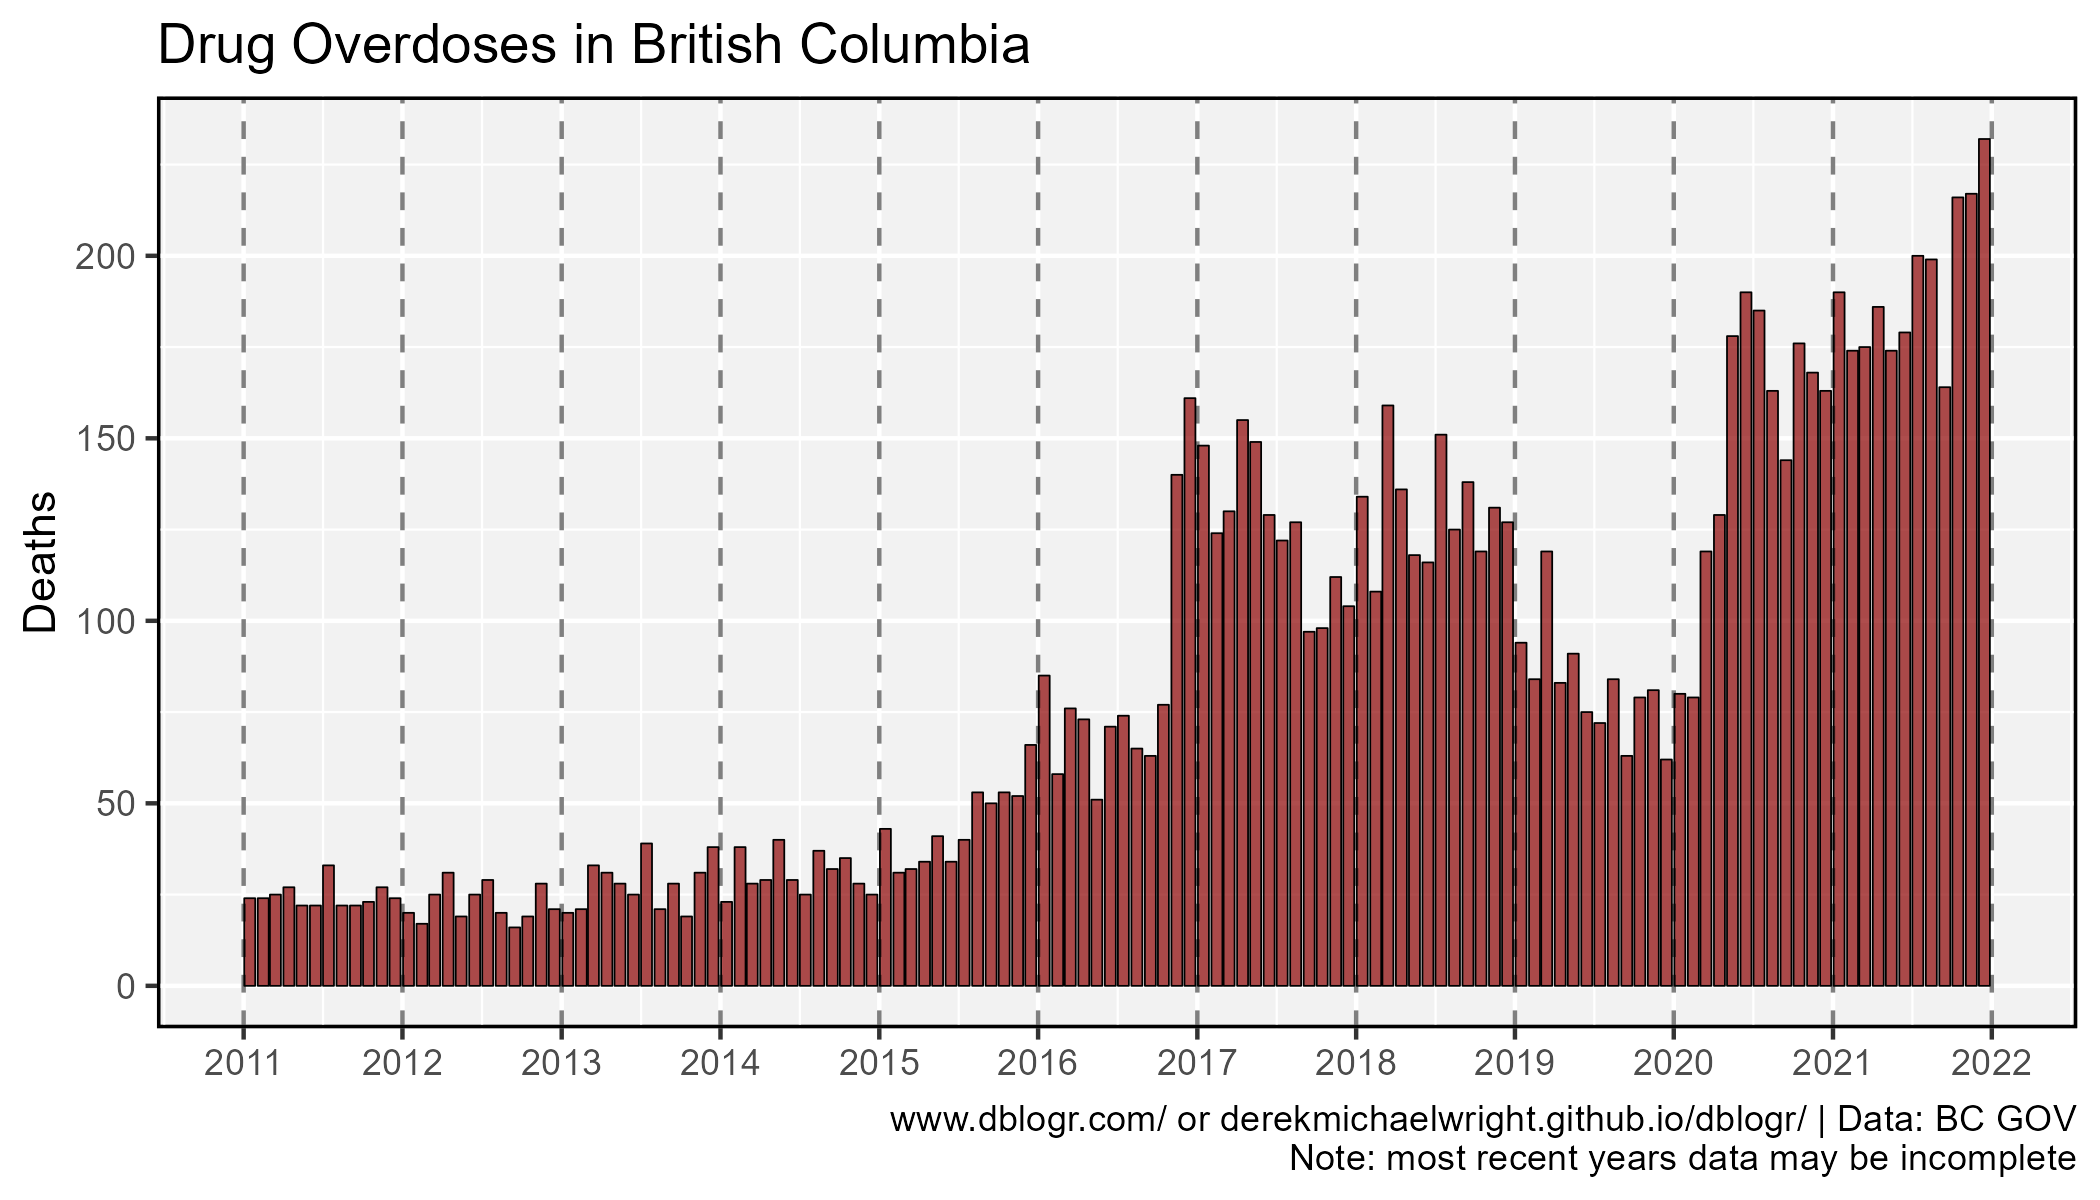 Drug Overdoses in British Columbia
Deaths
200
150
100
50
0
2011 2012 2013 2014 2015 2016 2017 2018 2019 2020 2021 2022
www.dblogr.com/ or derekmichaelwright.github.io/dblogr/ | Data: BC GOV
Note: most recent years data may be incomplete